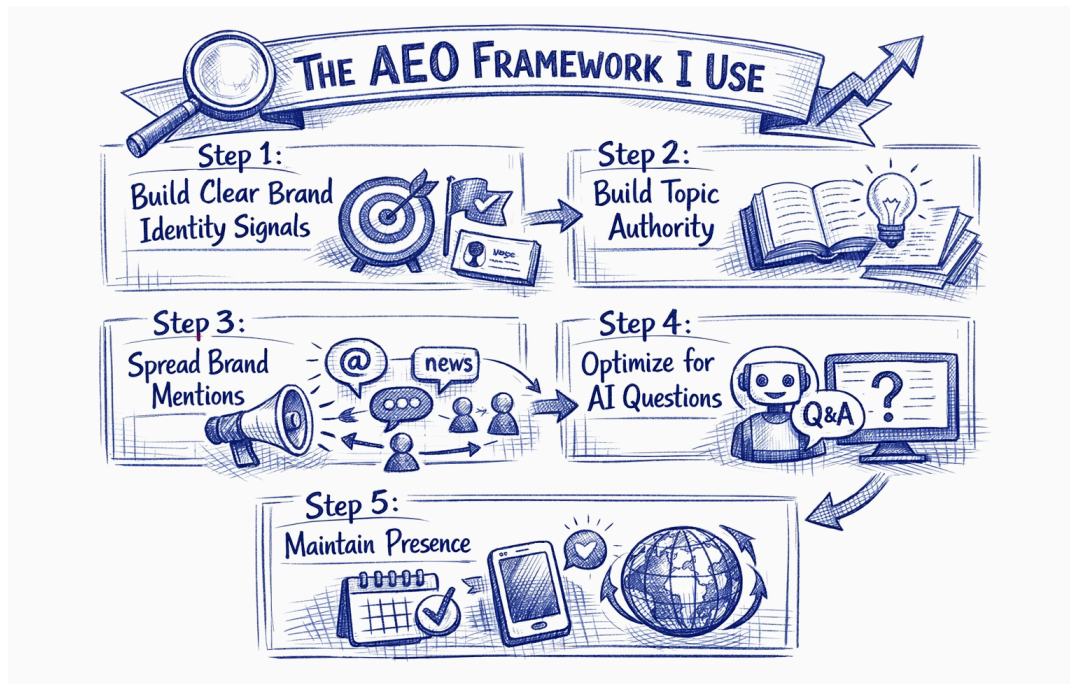 THE AEO FRAMEWORK I USE
Step 1:
Build Clear Brand
Identity Signals
Step 2:
Build Topic
Authority
Step 3:
Spread Brand
Mentions
@
news
Step 4:
Optimize for
AI Questions
Q&A
?
Step 5:
Maintain Presence